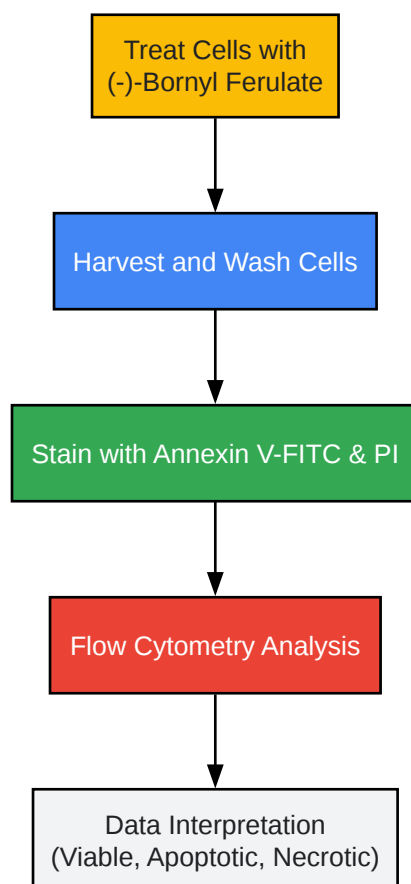 Treat Cells with
(-)-Bornyl Ferulate
Harvest and Wash Cells
Stain with Annexin V-FITC & PI
Flow Cytometry Analysis
Data Interpretation
(Viable, Apoptotic, Necrotic)